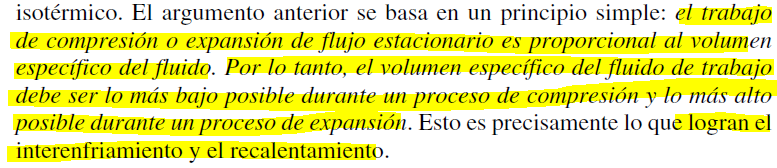 isotérmico. El argumento anterior se basa en un principio simple: el trabajo
de compresión o expansión de flujo estacionario es proporcional al volumen
específico del fluido. Por lo tanto, el volumen específico del fluido de trabajo
debe ser lo más bajo posible durante un proceso de compresión y lo más alto
posible durante un proceso de expansión. Esto es precisamente lo que logran el
interenfriamiento y el recalentamiento.